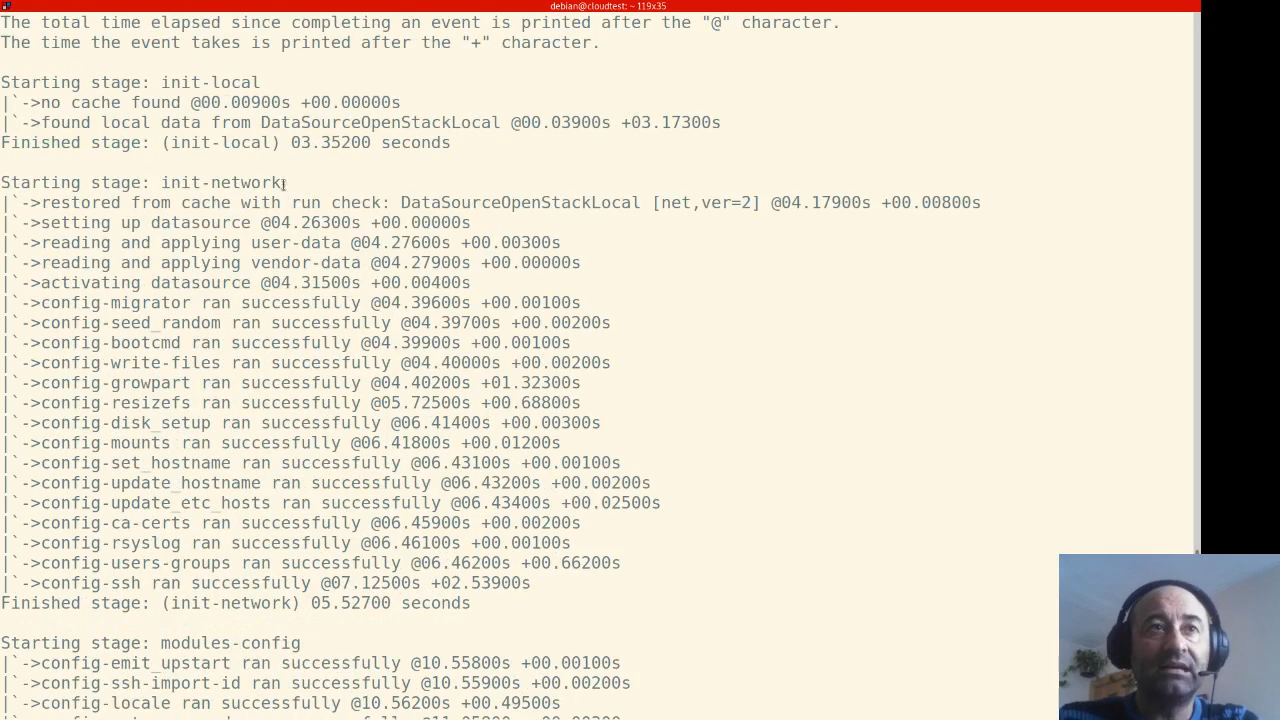 debian@cloudtest: ~ 119x35
The total time elapsed since completing an event is printed after the "@" character.
The time the event takes is printed after the "+" character.
Starting stage: init-local
|`->no cache found @00.00900s +00.00000s
|`->found local data from DataSourceOpenStackLocal @00.03900s +03.17300s
Finished stage: (init-local) 03.35200 seconds
Starting stage: init-network
|`->restored from cache with run check: DataSourceOpenStackLocal [net,ver=2] @04.17900s +00.00800s
|`->setting up datasource @04.26300s +00.00000s
|`->reading and applying user-data @04.27600s +00.00300s
|`->reading and applying vendor-data @04.27900s +00.00000s
|`->activating datasource @04.31500s +00.00400s
|`->config-migrator ran successfully @04.39600s +00.00100s
|`->config-seed_random ran successfully @04.39700s +00.00200s
|`->config-bootcmd ran successfully @04.39900s +00.00100s
|`->config-write-files ran successfully @04.40000s +00.00200s
|`->config-growpart ran successfully @04.40200s +01.32300s
|`->config-resizefs ran successfully @05.72500s +00.68800s
|`->config-disk_setup ran successfully @06.41400s +00.00300s
|`->config-mounts ran successfully @06.41800s +00.01200s
|`->config-set_hostname ran successfully @06.43100s +00.00100s
|`->config-update_hostname ran successfully @06.43200s +00.00200s
|`->config-update_etc_hosts ran successfully @06.43400s +00.02500s
|`->config-ca-certs ran successfully @06.45900s +00.00200s
|`->config-rsyslog ran successfully @06.46100s +00.00100s
|`->config-users-groups ran successfully @06.46200s +00.66200s
|`->config-ssh ran successfully @07.12500s +02.53900s
Finished stage: (init-network) 05.52700 seconds
Starting stage: modules-config
|`->config-emit_upstart ran successfully @10.55800s +00.00100s
|`->config-ssh-import-id ran successfully @10.55900s +00.00200s
|`->config-locale ran successfully @10.56200s +00.49500s